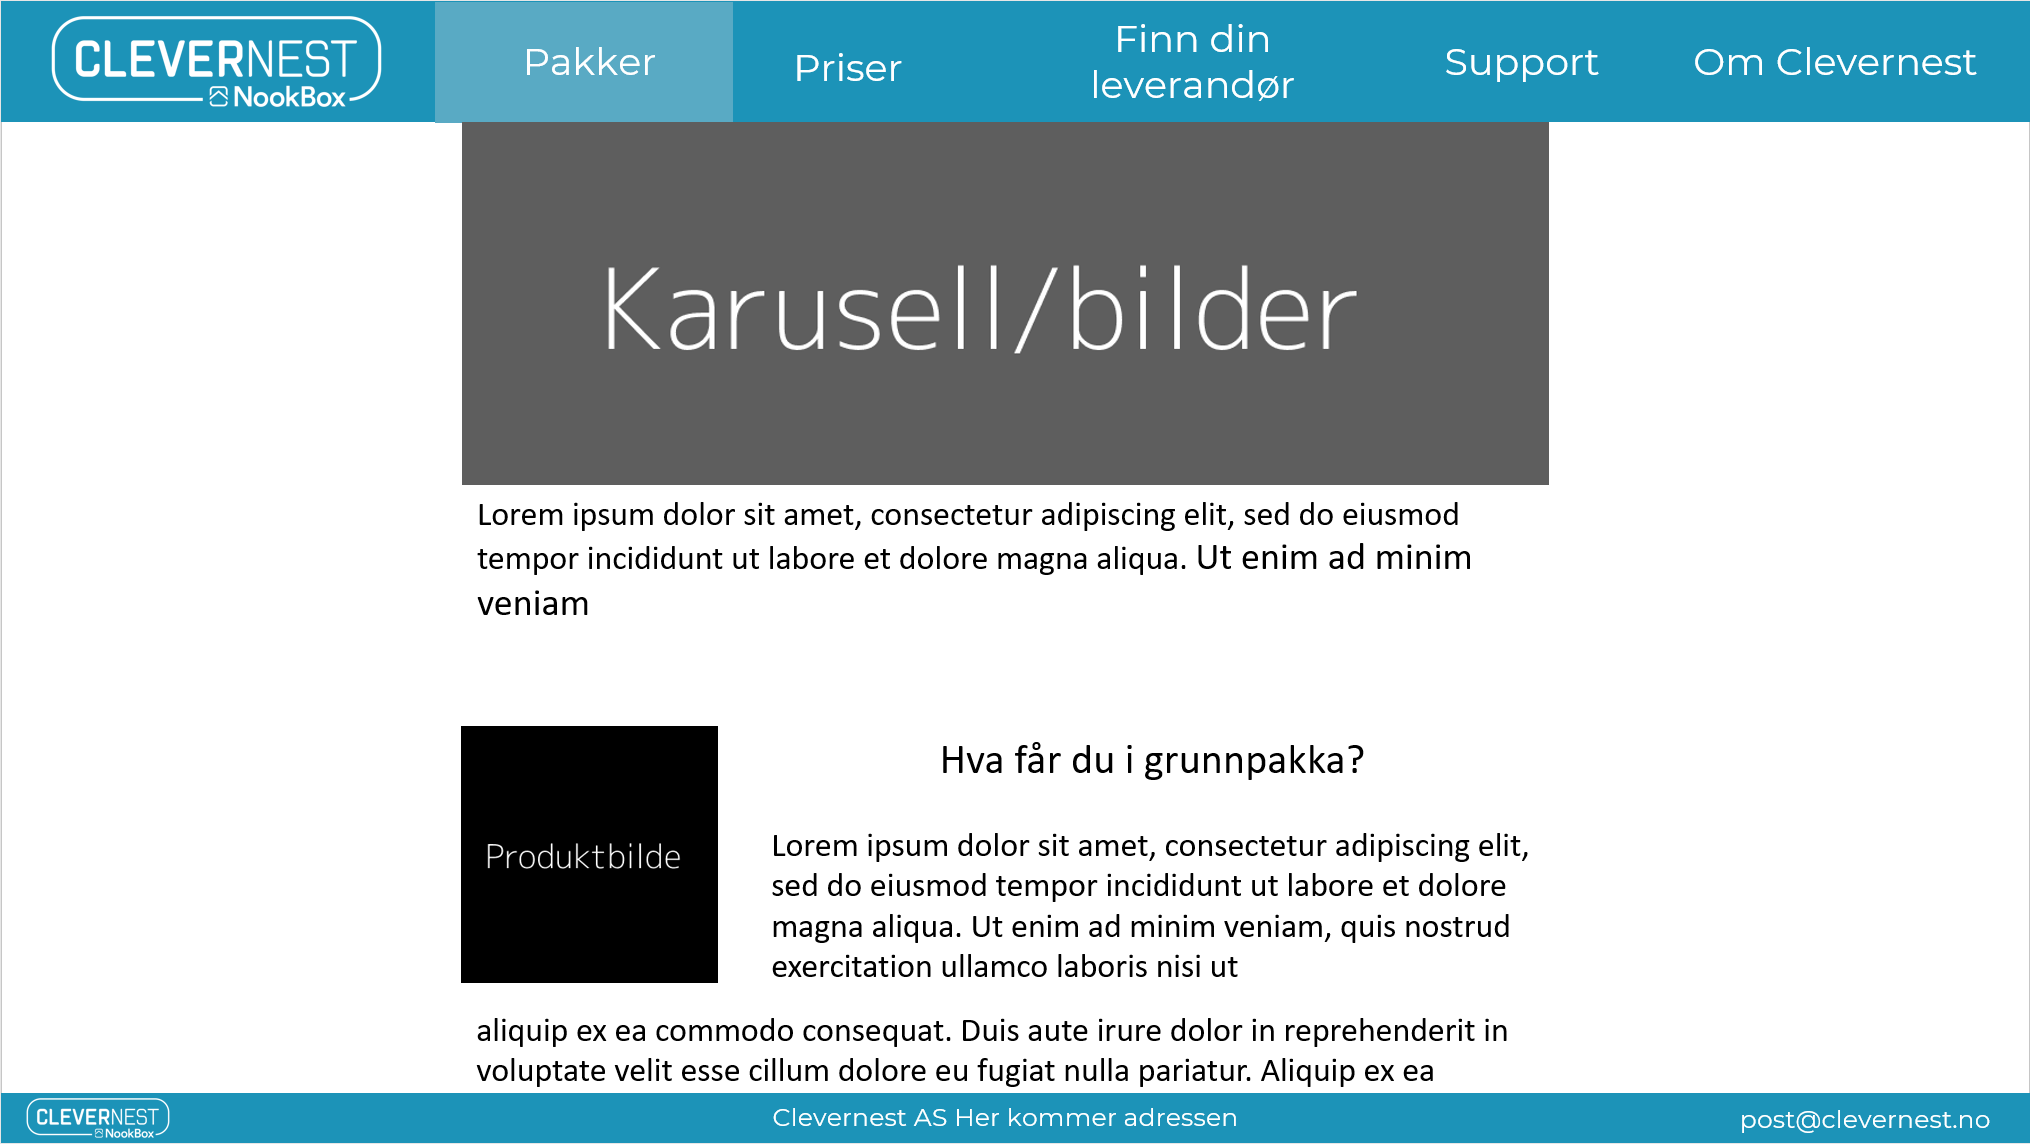 CLEVERNEST
NookBox
Pakker
Priser
Finn din
leverandør
Support
Om Clevernest
Karusell/bilder
Lorem ipsum dolor sit amet, consectetur adipiscing elit, sed do eiusmod
tempor incididunt ut labore et dolore magna aliqua. Ut enim ad minim
veniam
Produktbilde
Hva får du i grunnpakka?
Lorem ipsum dolor sit amet, consectetur adipiscing elit,
sed do eiusmod tempor incididunt ut labore et dolore
magna aliqua. Ut enim ad minim veniam, quis nostrud
exercitation ullamco laboris nisi ut
aliquip ex ea commodo consequat. Duis aute irure dolor in reprehenderit in
voluptate velit esse cillum dolore eu fugiat nulla pariatur. Aliquip ex ea
CLEVERNEST
NookBox
Clevernest AS Her kommer adressen
post@clevernest.no